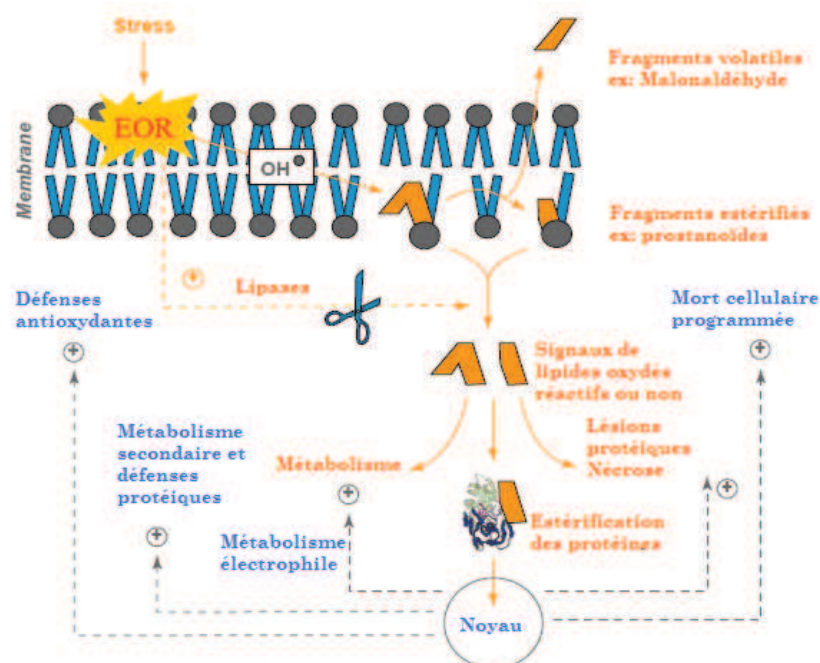 Stress
EOR
OH
Membrane
Fragments volatiles
ex: Malonaldéhyde
Fragments estérifiés
ex: prostanoïdes
+
Lipases
Défenses
antioxydantes
+
Mort cellulaire
programmée
+
Signaux de
lipides oxydés
réactifs ou non
Métabolisme
secondaire et
défenses
protéiques
+
Métabolisme
+
Lésions
protéiques
Nécrose
+
Estérification
des protéines
Métabolisme
électrophile
Noyau